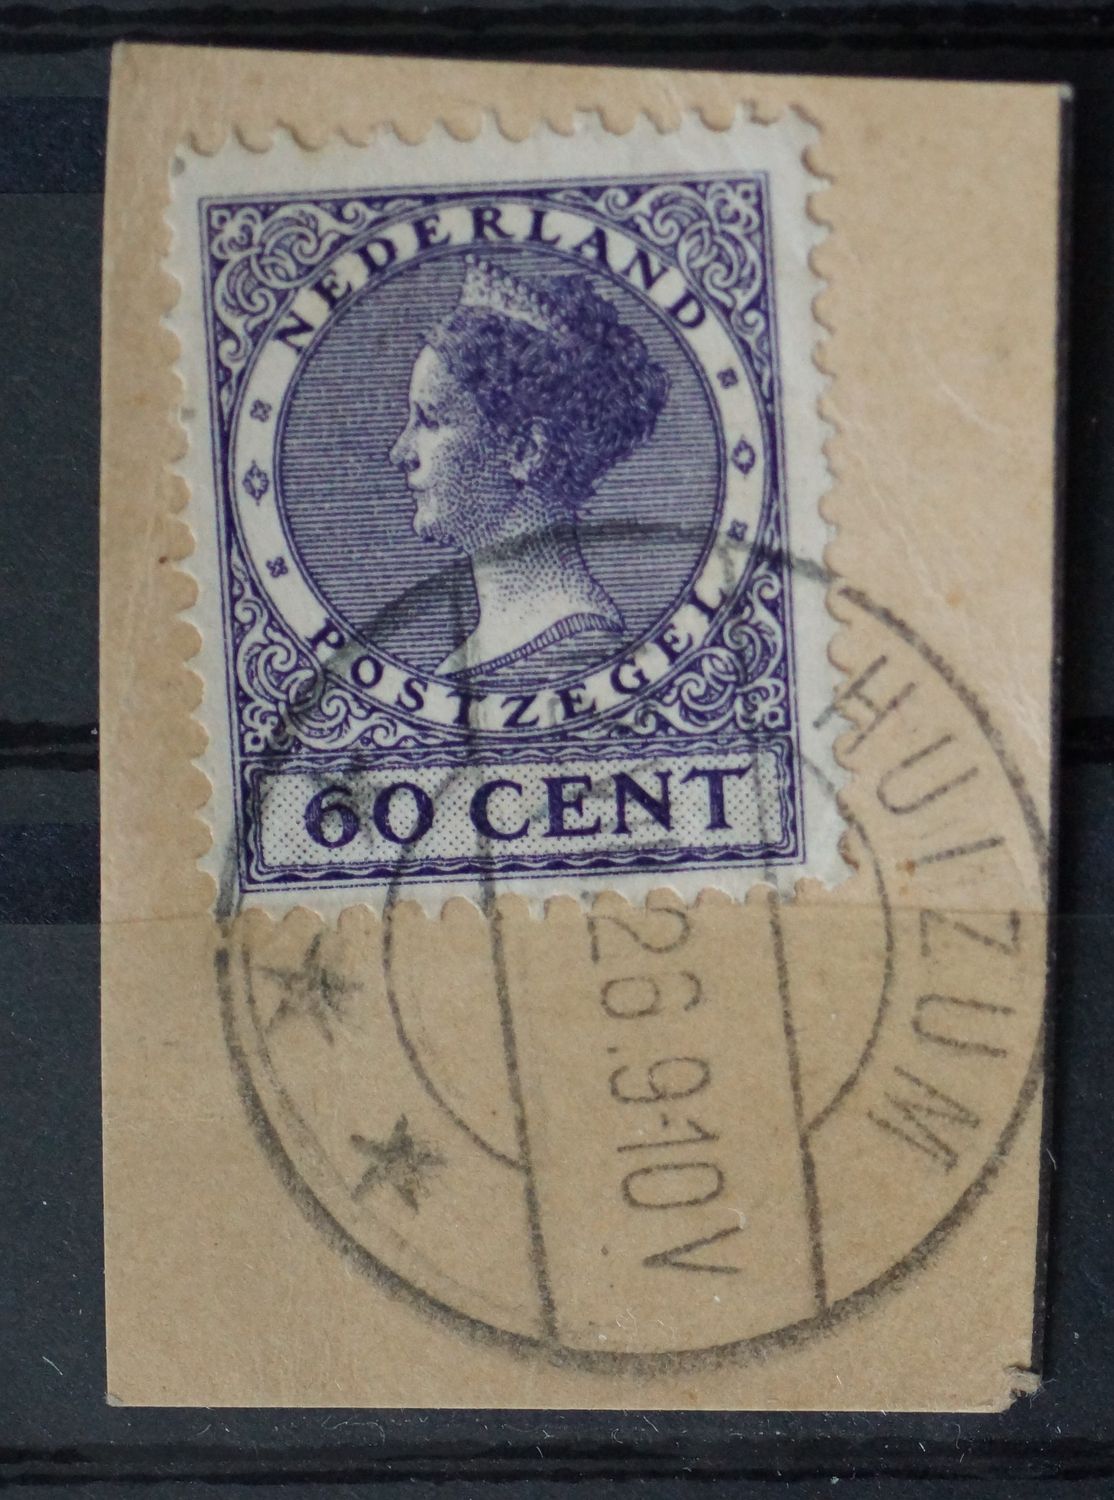 NEDERLAND
POSTZEGEL
60 CENT
HUIZUM
26.9-10V